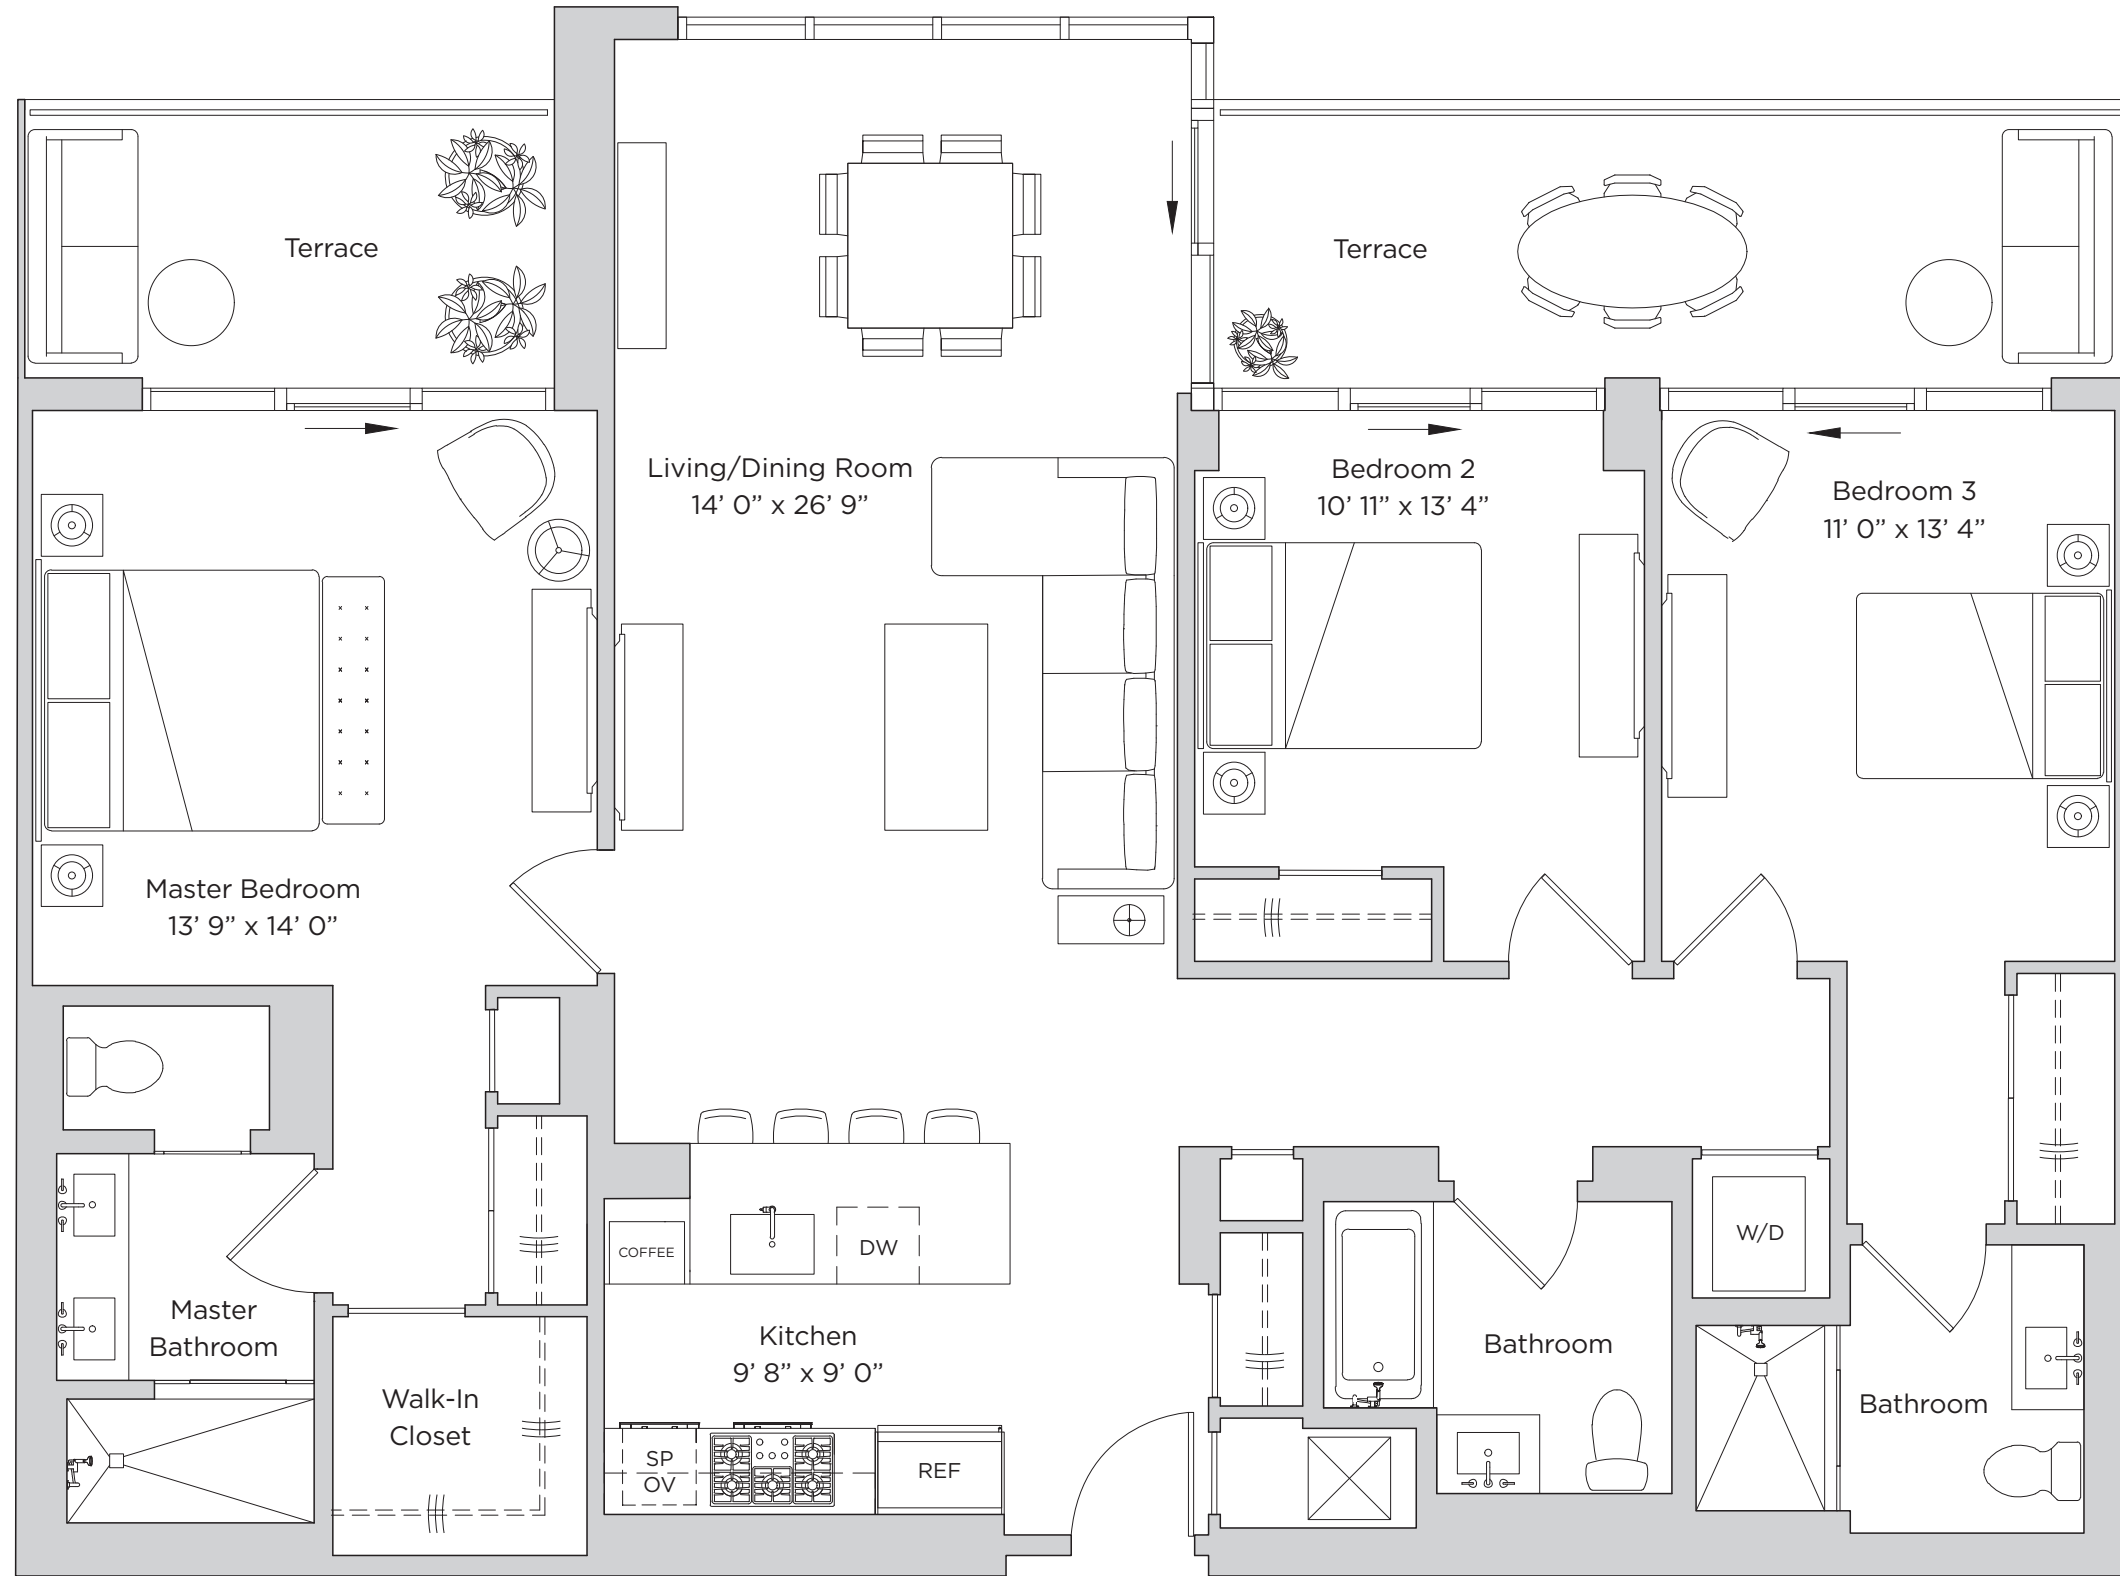 Terrace
Terrace
Living/Dining Room
14’ 0” x 26’ 9”
Bedroom 2
10’ 11” x 13’ 4”
Bedroom 3
11’ 0” x 13’ 4”
Master Bedroom
13’ 9” x 14’ 0”
COFFEE
DW
W/D
Master
Bathroom
Kitchen
9’ 8” x 9’ 0”
Bathroom
Walk-In
Closet
Bathroom
SP
OV
REF